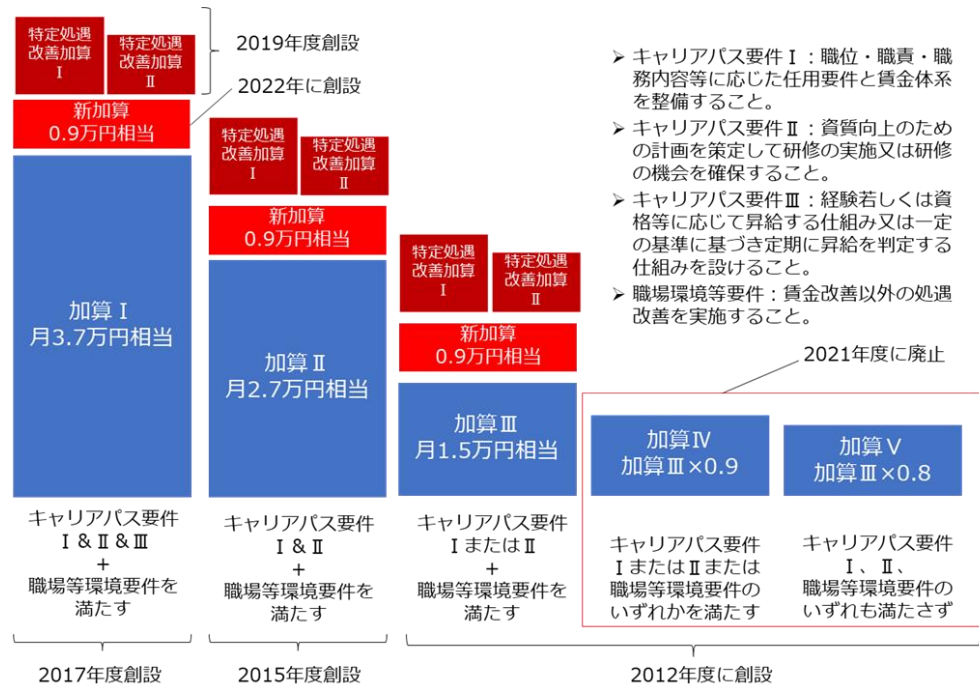 特定処遇
改善加算
Ⅰ
特定処遇
改善加算
Ⅱ
2019年度創設
2022年に創設
新加算
0.9万円相当
加算Ⅰ
月3.7万円相当
キャリアパス要件
Ⅰ&Ⅱ&Ⅲ
+
職場等環境要件を
満たす
2017年度創設
特定処遇
改善加算
Ⅰ
特定処遇
改善加算
Ⅱ
新加算
0.9万円相当
加算Ⅱ
月2.7万円相当
キャリアパス要件
Ⅰ&Ⅱ
+
職場等環境要件を
満たす
2015年度創設
特定処遇
改善加算
Ⅰ
特定処遇
改善加算
Ⅱ
新加算
0.9万円相当
加算Ⅲ
月1.5万円相当
キャリアパス要件
ⅠまたはⅡ
+
職場等環境要件を
満たす
➢ キャリアパス要件Ⅰ:職位・職責・職
務内容等に応じた任用要件と賃金体系
を整備すること。
➢ キャリアパス要件Ⅱ:資質向上のため
の計画を策定して研修の実施又は研修
の機会を確保すること。
➢ キャリアパス要件Ⅲ:経験若しくは資
格等に応じて昇給する仕組み又は一定
の基準に基づき定期に昇給を判定する
仕組みを設けること。
➢ 職場環境等要件:賃金改善以外の処遇
改善を実施すること。
2021年度に廃止
加算Ⅳ
加算Ⅲ×0.9
キャリアパス要件
ⅠまたはⅡまたは
職場等環境要件の
いずれかを満たす
加算Ⅴ
加算Ⅲ×0.8
キャリアパス要件
Ⅰ、Ⅱ、
職場等環境要件の
いずれも満たさず
2012年度に創設